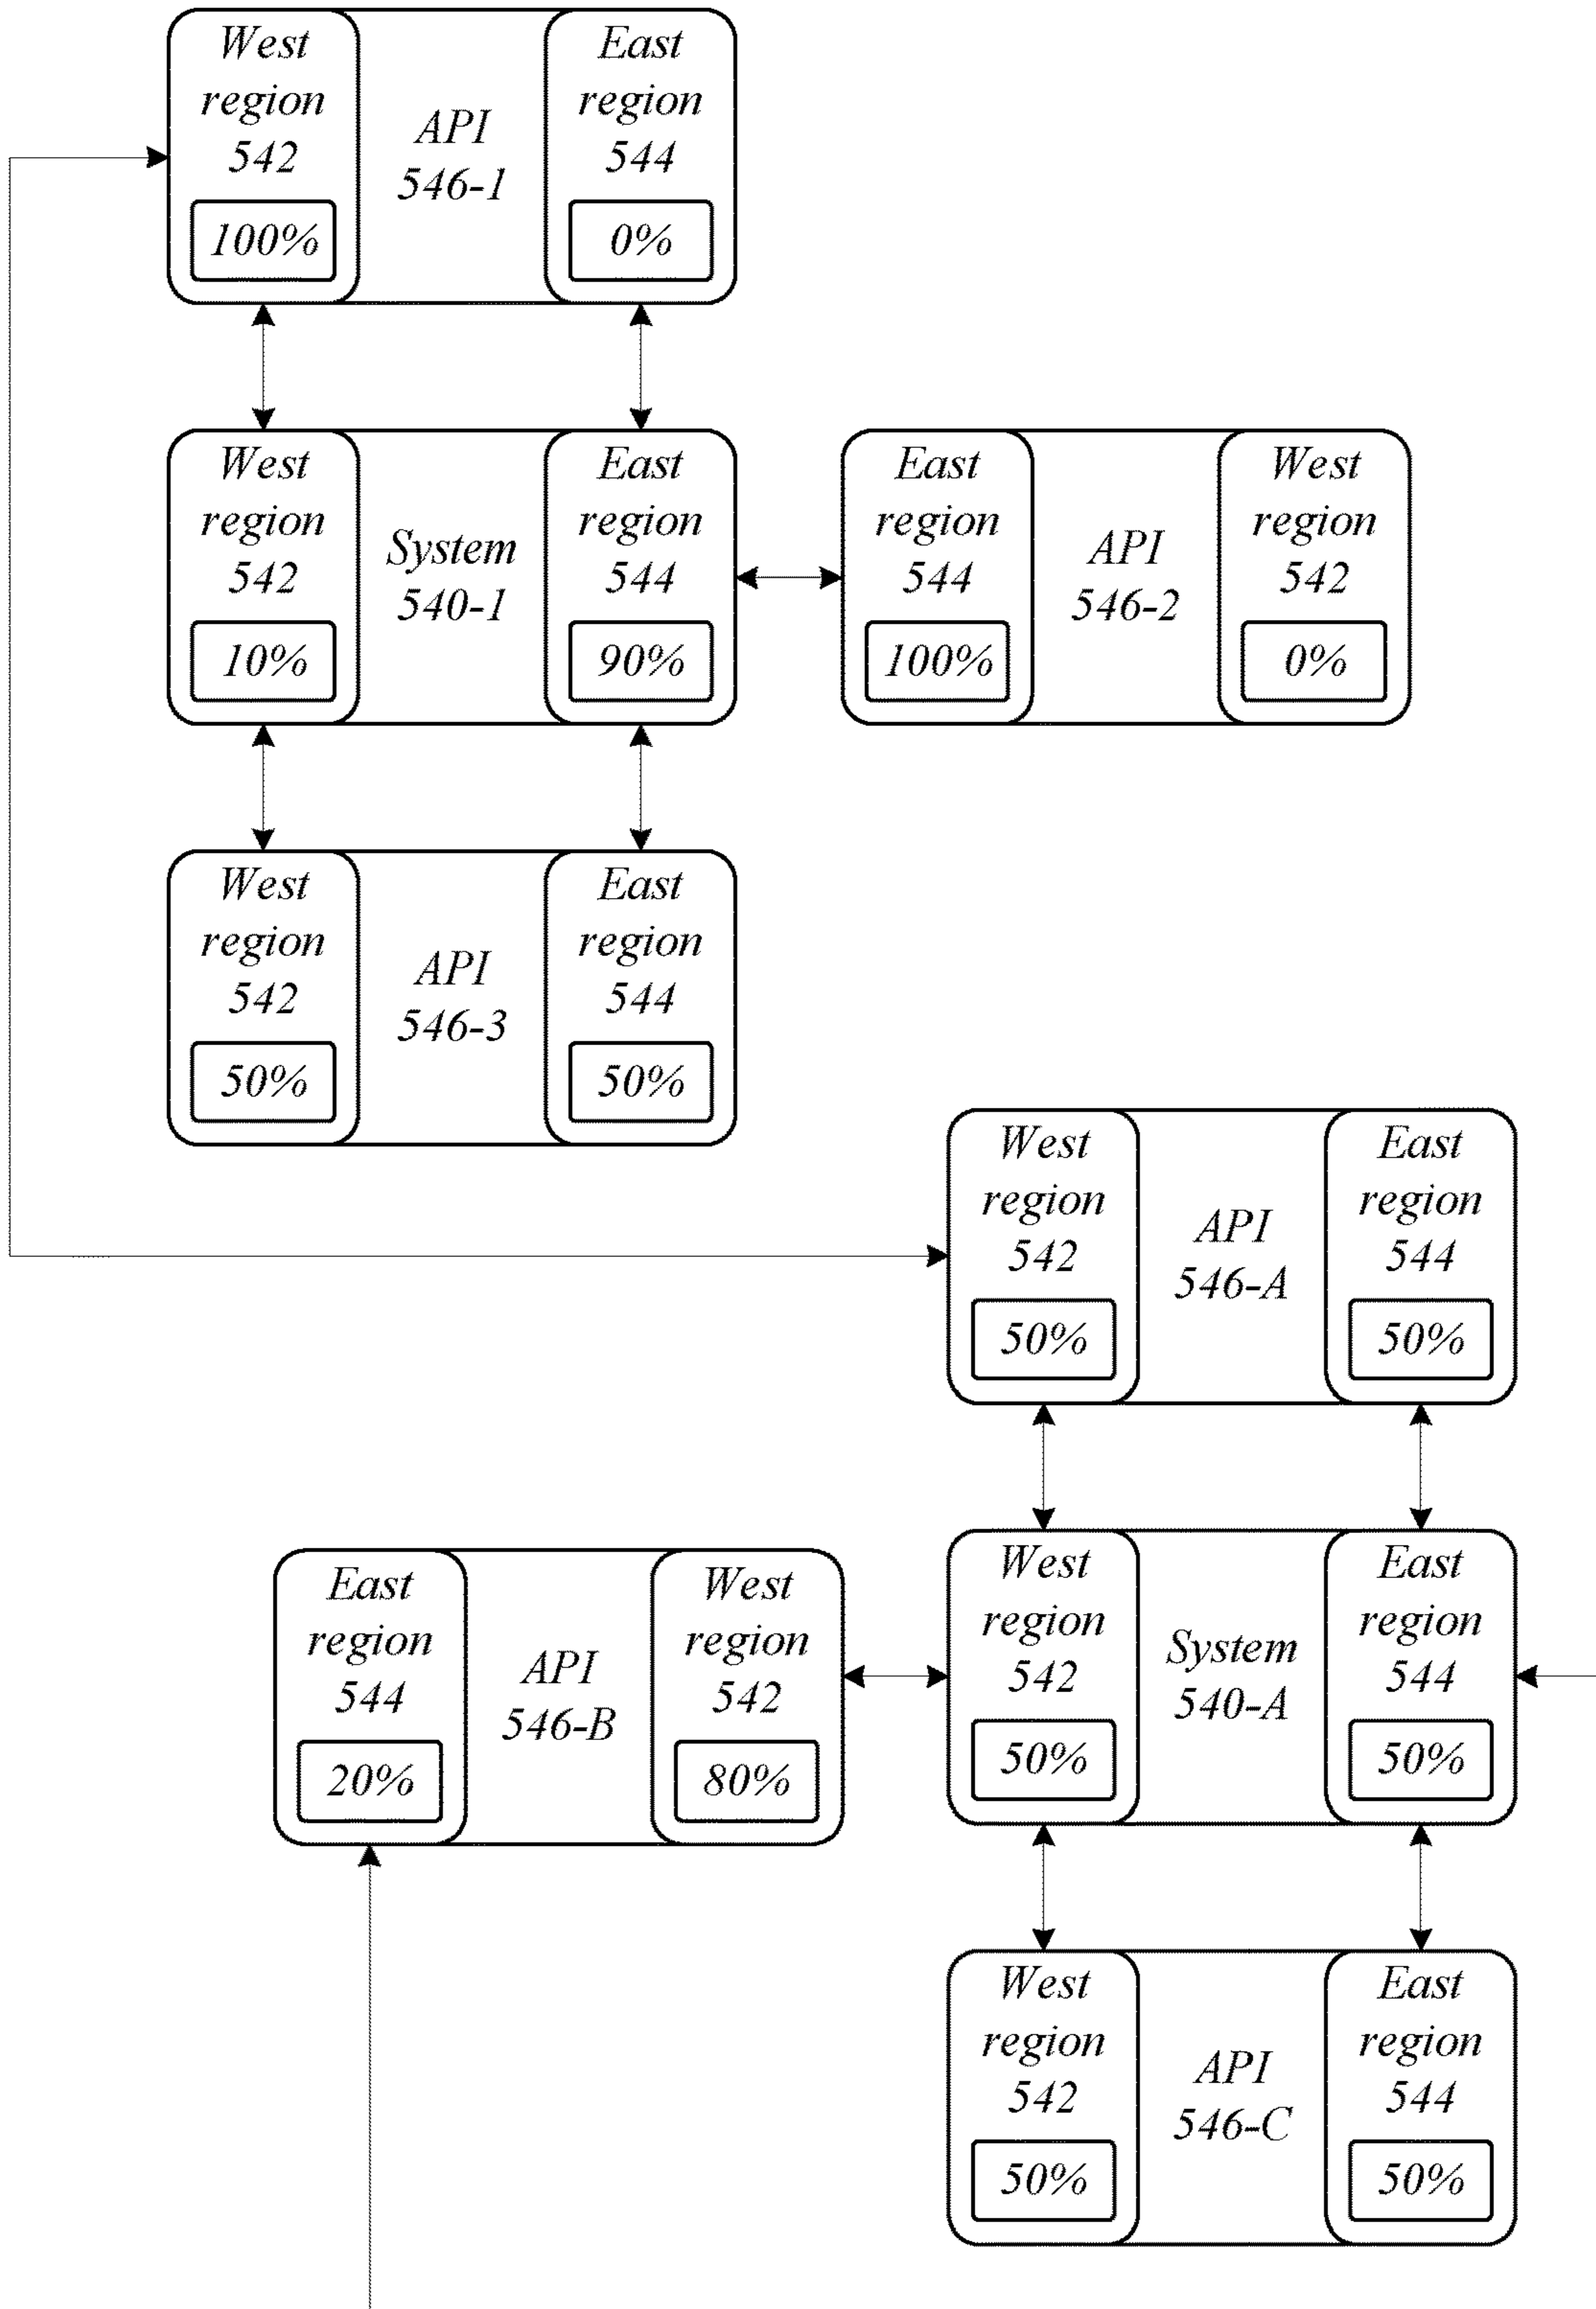 West
region
542
100%
API
546-1
East
region
544
0%
West
region
542
10%
System
540-1
East
region
544
90%
East
region
544
100%
API
546-2
West
region
542
0%
West
region
542
50%
API
546-3
East
region
544
50%
West
region
542
50%
API
546-A
East
region
544
50%
East
region
544
20%
API
546-B
West
region
542
80%
West
region
542
50%
System
540-A
East
region
544
50%
West
region
542
50%
API
546-C
East
region
544
50%